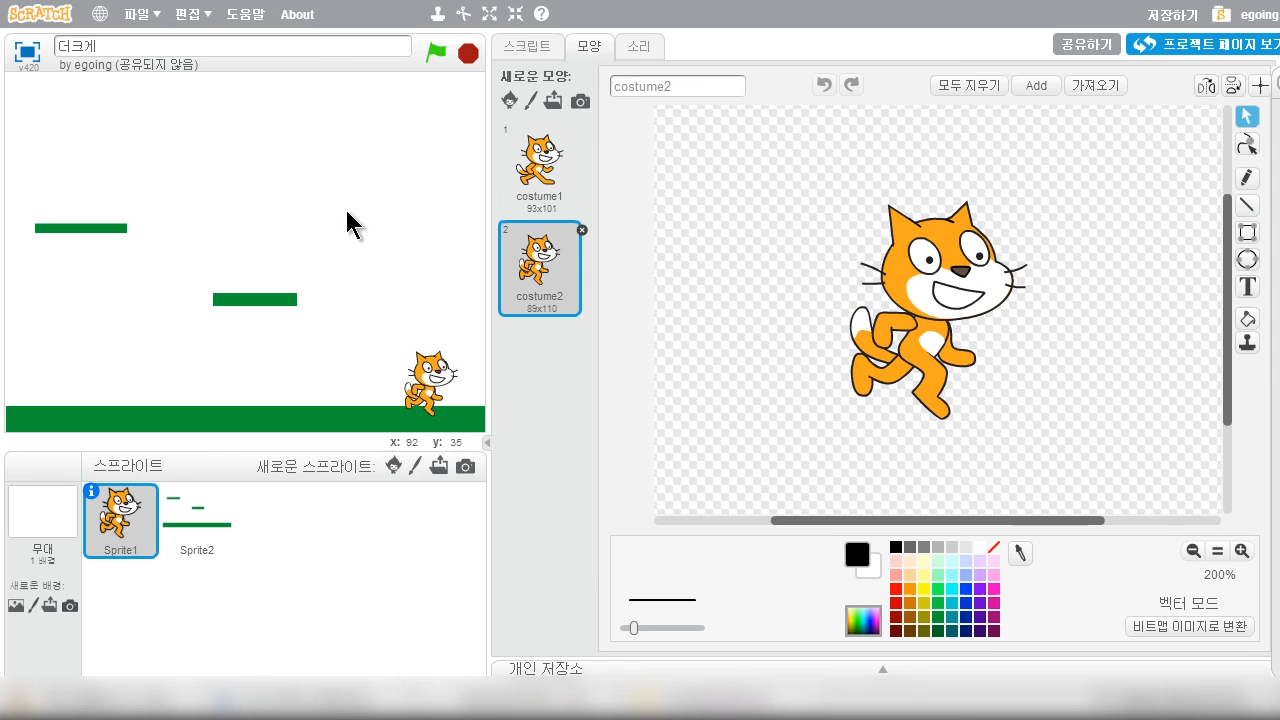 SCRATCH 파일 편집 도움말 About 저장하기 egoing
더크게
by egoing (공유되지 않음)
v420
스크립트 모양 소리 공유하기 프로젝트 페이지 보기
새로운 모양:
costume2 모두 지우기 Add 가져오기
1
costume1
93x101
2
costume2
89x110
T
x: 92 y: 35
스프라이트 새로운 스프라이트:
무대
1 배경
Sprite1 Sprite2
새로운 배경:
200%
벡터 모드
비트맵 이미지로 변환
개인 저장소